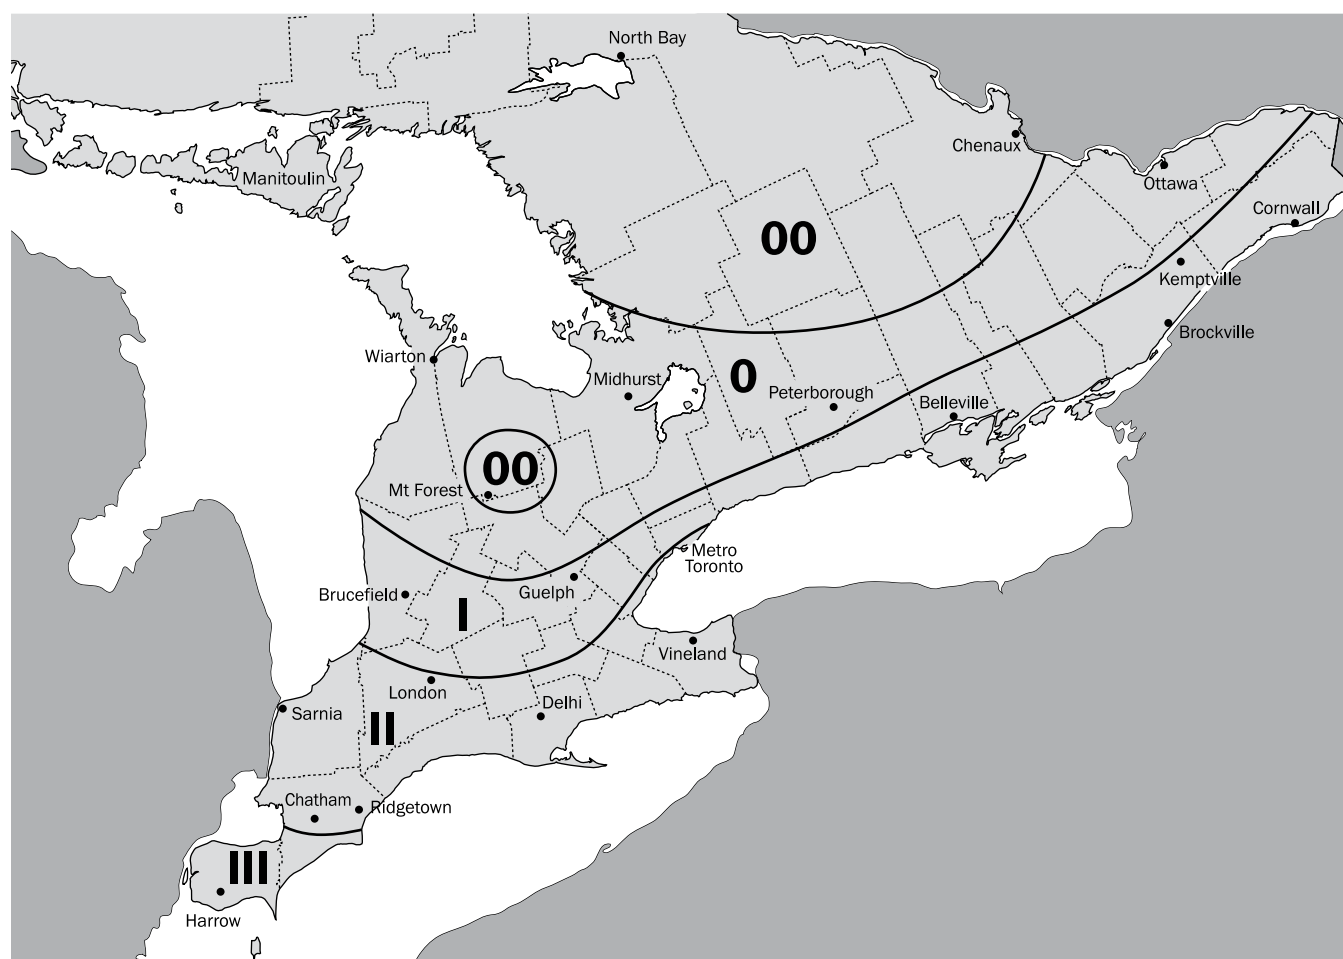 North Bay
Chenaux
Ottawa
Manitoulin
Cornwall
00
Kemptville
Brockville
Wiarton
Midhurst
0
Peterborough
Belleville
00
Mt Forest
Metro
Toronto
Brucefield
Guelph
I
Vineland
London
Delhi
Sarnia
II
Chatham
Ridgetown
III
Harrow